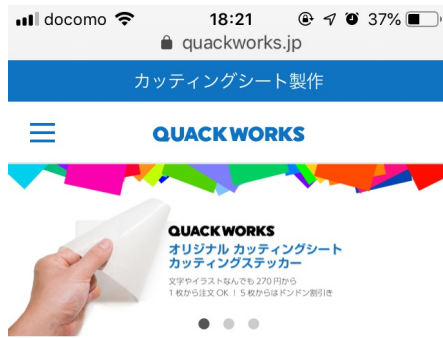 docomo 18:21 37%
quackworks.jp
カッティングシート製作
QUACK WORKS
QUACK WORKS
オリジナル カッティングシート
カッティングステッカー
文字やイラストなんでも 270 円から
1 枚から注文 OK ! 5 枚からはドンドン割引き